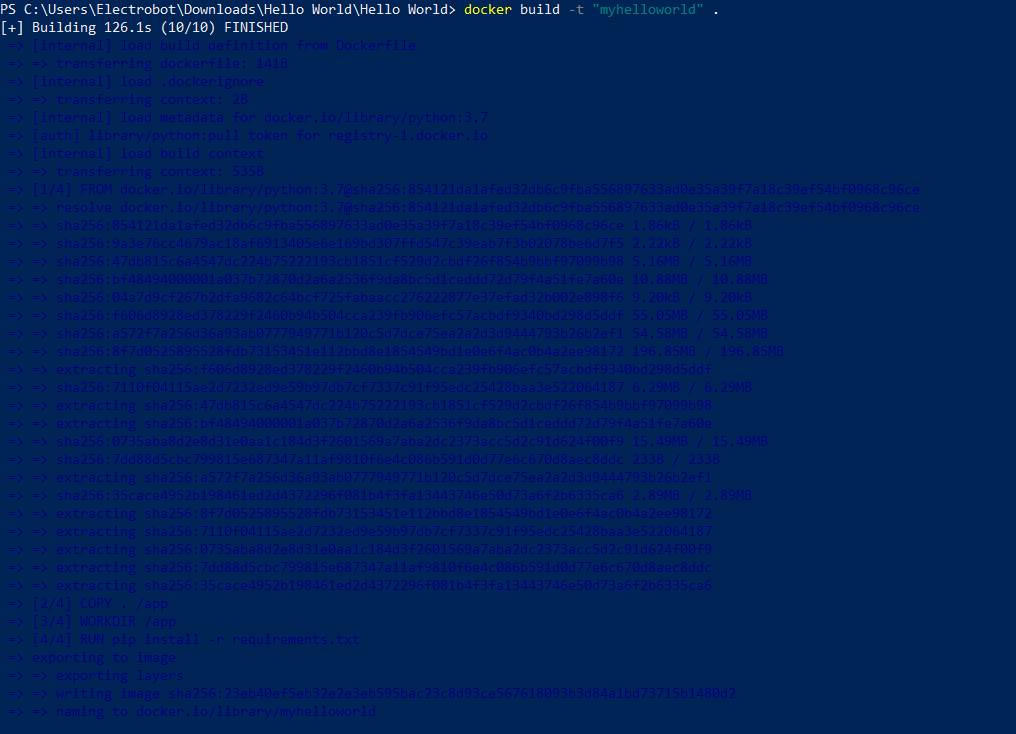 PS C:\Users\Electrobot\Downloads\Hello World\Hello World> docker build -t "myhelloworld" .
[+] Building 126.1s (10/10) FINISHED
=> [internal] load build definition from Dockerfile
=> => transferring dockerfile: 141B
=> [internal] load .dockerignore
=> => transferring context: 2B
=> [internal] load metadata for docker.io/library/python:3.7
=> [auth] library/python:pull token for registry-1.docker.io
=> [internal] load build context
=> => transferring context: 535B
=> [1/4] FROM docker.io/library/python:3.7@sha256:854121da1afed32db6c9fba556897633ad0e35a39f7a18c39ef54bf0968c96ce
=> => resolve docker.io/library/python:3.7@sha256:854121da1afed32db6c9fba556897633ad0e35a39f7a18c39ef54bf0968c96ce
=> => sha256:854121da1afed32db6c9fba556897633ad0e35a39f7a18c39ef54bf0968c96ce 1.86kB / 1.86kB
=> => sha256:9a3e76cc4679ac18af6913405e6e169bd307ffd547c39eab7f3b02078be6d7f5 2.22kB / 2.22kB
=> => sha256:47db815c6a4547dc224b75222193cb1851cf529d2cbdf26f854b9bbf97099b98 5.16MB / 5.16MB
=> => sha256:bf48494000001a037b72870d2a6a2536f9da8bc5d1ceddd72d79f4a51fe7a60e 10.88MB / 10.88MB
=> => sha256:04a7d9cf267b2dfa9682c64bcf725fabaacc276222877e37efad32b002e898f6 9.20kB / 9.20kB
=> => sha256:f606d8928ed378229f2460b94b504cca239fb906efc57acbdf9340bd298d5ddf 55.05MB / 55.05MB
=> => sha256:a572f7a256d36a93ab0777949771b120c5d7dce75ea2a2d3d9444793b26b2ef1 54.58MB / 54.58MB
=> => sha256:8f7d0525895528fdb73153451e112bbd8e1854549bd1e0e6f4ac0b4a2ee98172 196.85MB / 196.85MB
=> => extracting sha256:f606d8928ed378229f2460b94b504cca239fb906efc57acbdf9340bd298d5ddf
=> => sha256:7110f04115ae2d7232ed9e59b97db7cf7337c91f95edc25428baa3e522064187 6.29MB / 6.29MB
=> => extracting sha256:47db815c6a4547dc224b75222193cb1851cf529d2cbdf26f854b9bbf97099b98
=> => extracting sha256:bf48494000001a037b72870d2a6a2536f9da8bc5d1ceddd72d79f4a51fe7a60e
=> => sha256:0735aba8d2e8d31e0aa1c184d3f2601569a7aba2dc2373acc5d2c91d624f00f9 15.49MB / 15.49MB
=> => sha256:7dd88d5cbc799815e687347a11af9810f6e4c086b591d0d77e6c670d8aec8ddc 233B / 233B
=> => extracting sha256:a572f7a256d36a93ab0777949771b120c5d7dce75ea2a2d3d9444793b26b2ef1
=> => sha256:35cace4952b198461ed2d4372296f081b4f3fa13443746e50d73a6f2b6335ca6 2.89MB / 2.89MB
=> => extracting sha256:8f7d0525895528fdb73153451e112bbd8e1854549bd1e0e6f4ac0b4a2ee98172
=> => extracting sha256:7110f04115ae2d7232ed9e59b97db7cf7337c91f95edc25428baa3e522064187
=> => extracting sha256:0735aba8d2e8d31e0aa1c184d3f2601569a7aba2dc2373acc5d2c91d624f00f9
=> => extracting sha256:7dd88d5cbc799815e687347a11af9810f6e4c086b591d0d77e6c670d8aec8ddc
=> => extracting sha256:35cace4952b198461ed2d4372296f081b4f3fa13443746e50d73a6f2b6335ca6
=> [2/4] COPY . /app
=> [3/4] WORKDIR /app
=> [4/4] RUN pip install -r requirements.txt
=> exporting to image
=> => exporting layers
=> => writing image sha256:23eb40ef5eb32e2e3eb595bac23c8d93ce567618093b3d84a1bd73715b1480d2
=> => naming to docker.io/library/myhelloworld